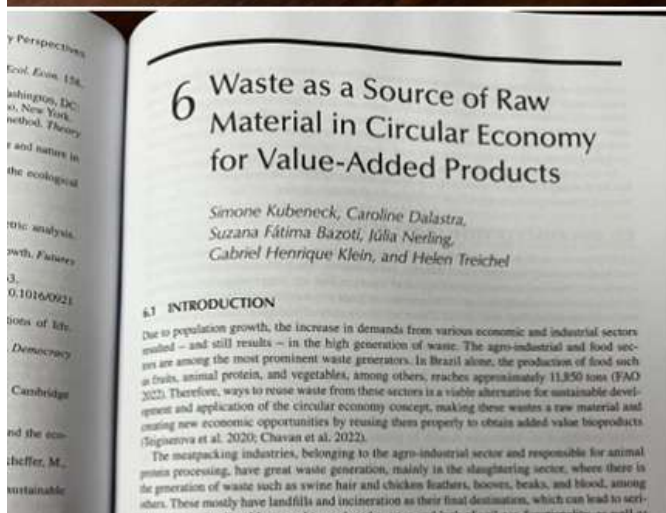 y Perspectives
Ecol. Econ. 158,
ashington, DC:
o, New York.
method. Theory
e and nature in
the ecological
etric analysis.
owth. Futures
63,
0.1016/0921
tions of life.
Democracy
Cambridge
nd the eco-
cheffer, M.,
sustainable
6 Waste as a Source of Raw
Material in Circular Economy
for Value-Added Products
Simone Kubeneck, Caroline Dalastra,
Suzana Fátima Bazoti, Júlia Nerling,
Gabriel Henrique Klein, and Helen Treichel
6.1 INTRODUCTION
Due to population growth, the increase in demands from various economic and industrial sectors
resulted – and still results – in the high generation of waste. The agro-industrial and food sec-
tors are among the most prominent waste generators. In Brazil alone, the production of food such
as fruits, animal protein, and vegetables, among others, reaches approximately 11,850 tons (FAO
2022). Therefore, ways to reuse waste from these sectors is a viable alternative for sustainable devel-
opment and application of the circular economy concept, making these wastes a raw material and
creating new economic opportunities by reusing them properly to obtain added value bioproducts
(Teigiserova et al. 2020; Chavan et al. 2022).
The meatpacking industries, belonging to the agro-industrial sector and responsible for animal
protein processing, have great waste generation, mainly in the slaughtering sector, where there is
the generation of waste such as swine hair and chicken feathers, hooves, beaks, and blood, among
others. These mostly have landfills and incineration as their final destination, which can lead to seri-